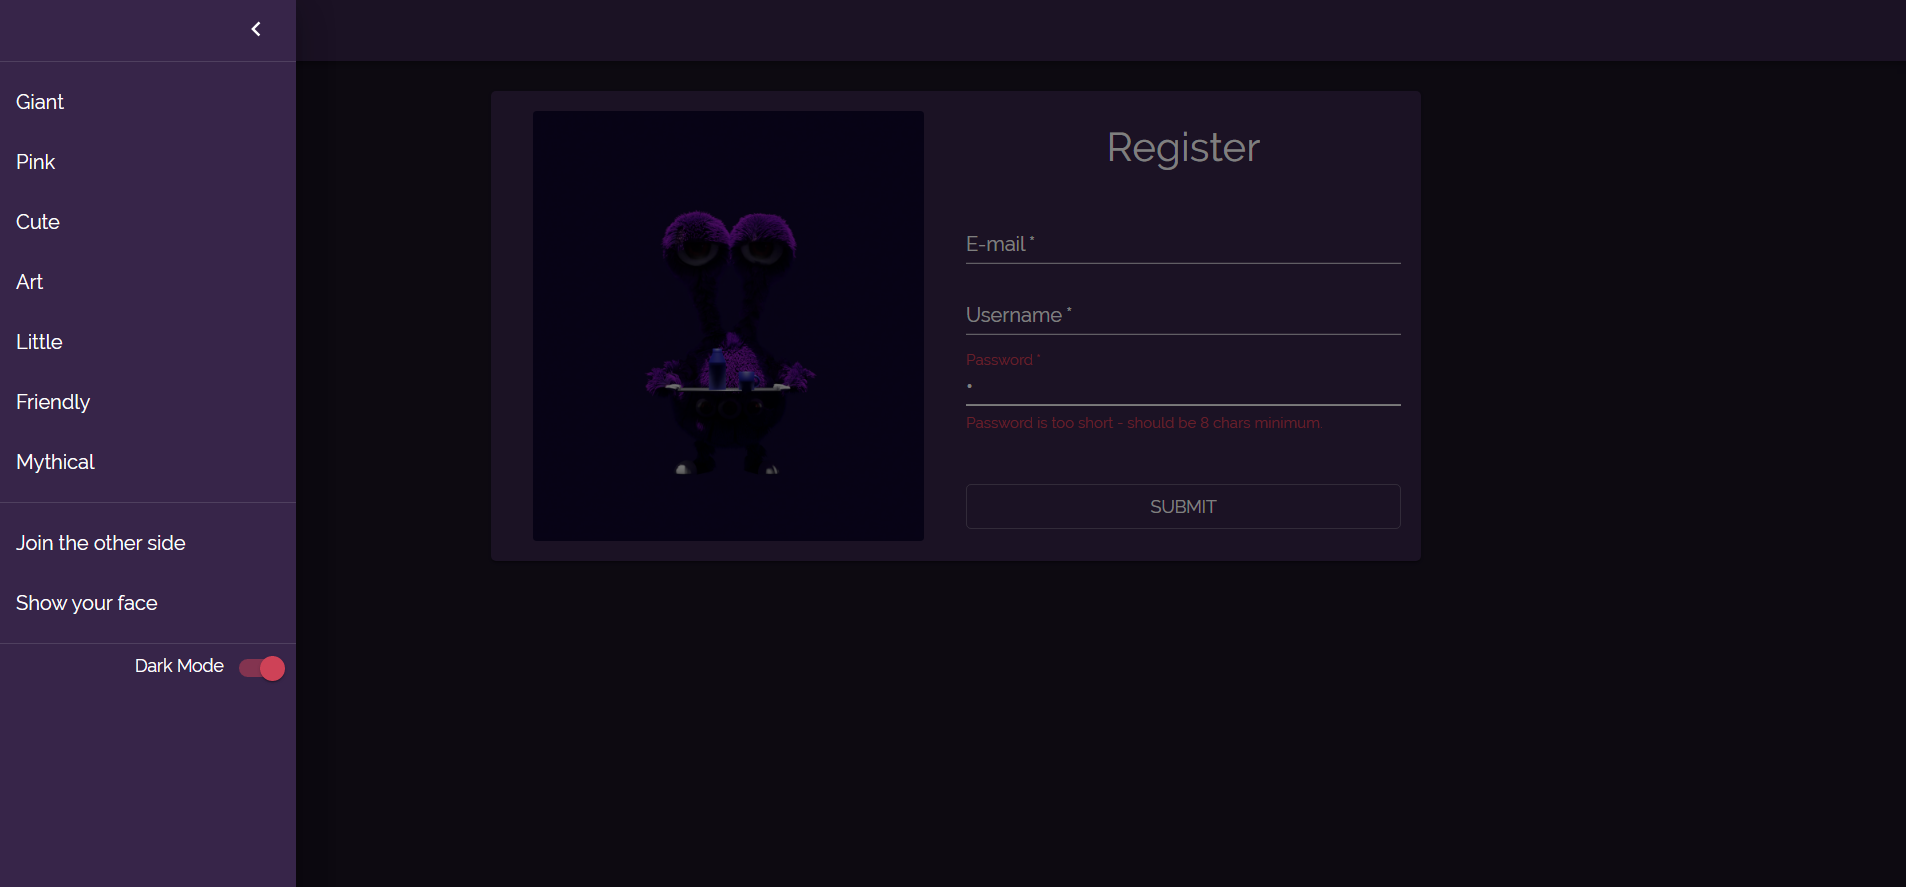 Giant
Pink
Cute
Art
Little
Friendly
Mythical
Join the other side
Show your face
Dark Mode
Register
E-mail *
Username *
Password *
•
Password is too short - should be 8 chars minimum.
SUBMIT